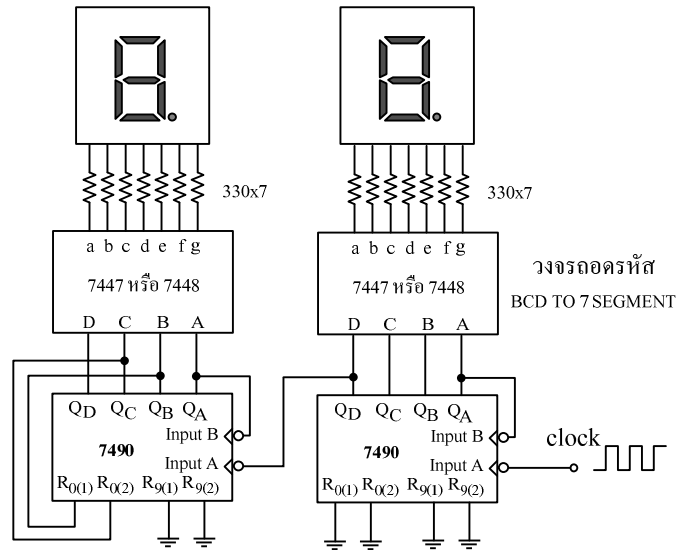 330x7 330x7
a b c d e f g a b c d e f g
7447 หรือ 7448 7447 หรือ 7448
วงจรถอดรหัส
BCD TO 7 SEGMENT
D C B A D C B A
QD QC QB QA QD QC QB QA
Input B Input B
7490 7490
clock
Input A Input A
R0(1) R0(2) R9(1) R9(2) R0(1) R0(2) R9(1) R9(2)